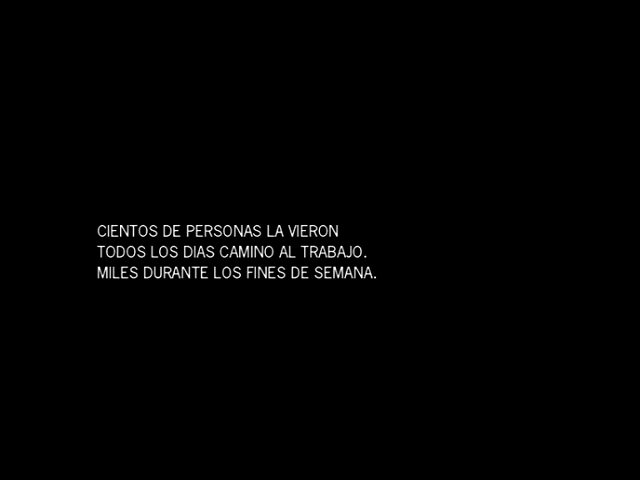 CIENTOS DE PERSONAS LA VIERON
TODOS LOS DIAS CAMINO AL TRABAJO.
MILES DURANTE LOS FINES DE SEMANA.